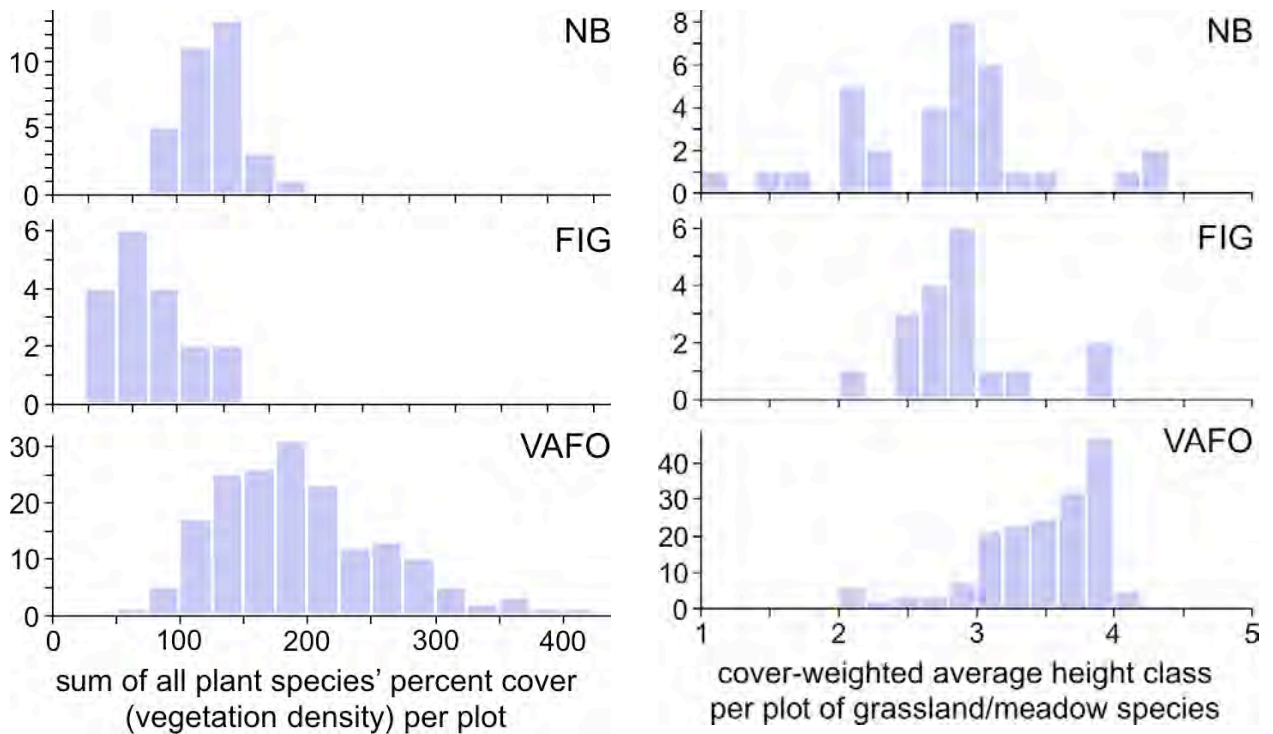 NB
10
5
0
FIG
6
4
2
0
VAFO
30
20
10
0
0 100 200 300 400
sum of all plant species’ percent cover
(vegetation density) per plot
NB
8
6
4
2
0
FIG
6
4
2
0
VAFO
40
30
20
10
0
1 2 3 4 5
cover-weighted average height class
per plot of grassland/meadow species